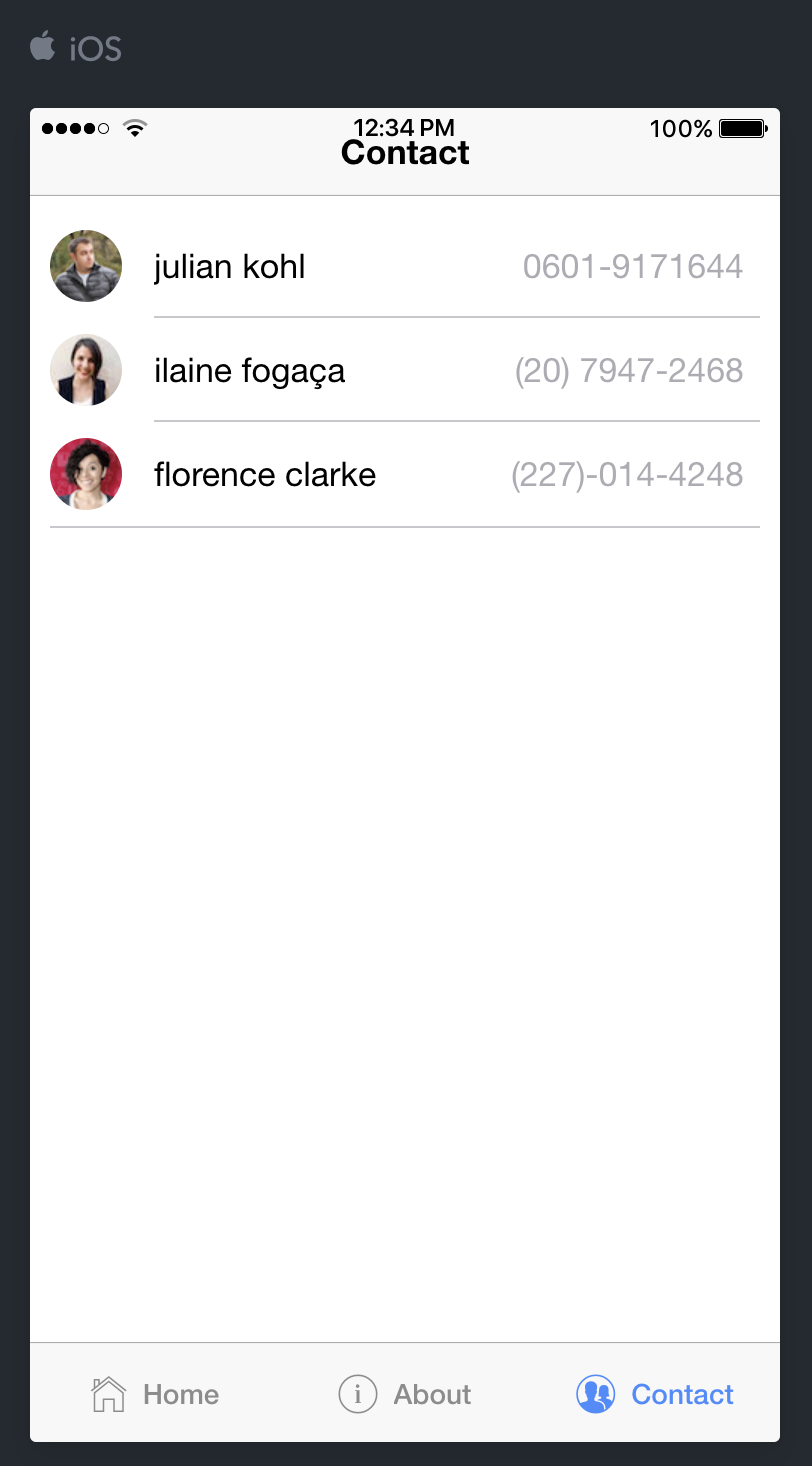 iOS
12:34 PM 100%
Contact
julian kohl 0601-9171644
ilaine fogaça (20) 7947-2468
florence clarke (227)-014-4248
Home About Contact